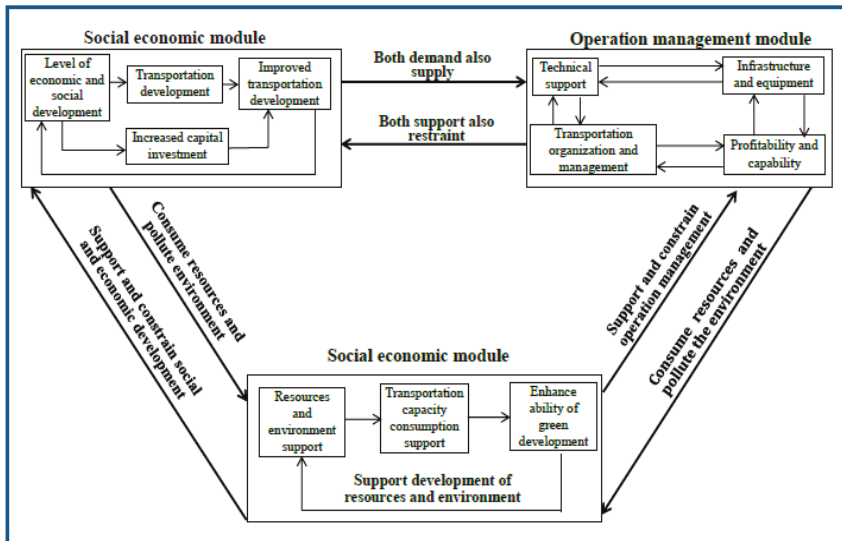 Social economic module
Level of
economic and
social
development
Transportation
development
Improved
transportation
development
Increased capital
investment
Both demand also
supply
Both support also
restraint
Operation management module
Technical
support
Infrastructure
and equipment
Transportation
organization and
management
Profitability and
capability
Consume resources and
pollute environment
Support and constrain social
and economic development
Support and constrain
operation management
Consume resources and
pollute the environment
Social economic module
Resources
and
environment
support
Transportation
capacity
consumption
support
Enhance
ability of
green
development
Support development of
resources and environment